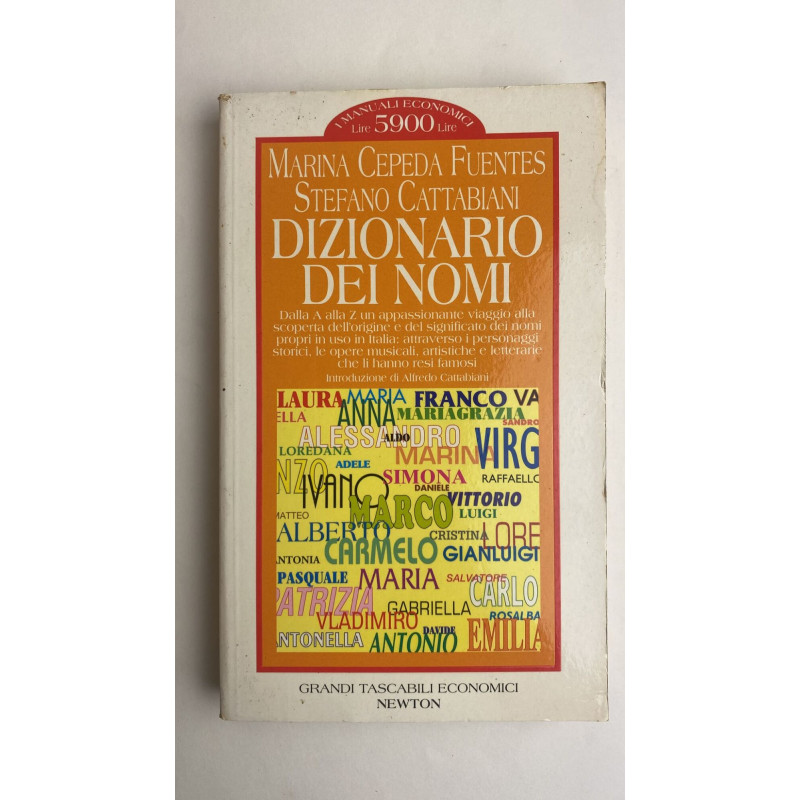 I MANUALI ECONOMICI
Lire 5900 Lire
MARINA CEPEDA FUENTES
STEFANO CATTABIANI
DIZIONARIO
DEI NOMI
Dalla A alla Z un appassionante viaggio alla
scoperta dell'origine e del significato dei nomi
propri in uso in Italia: attraverso i personaggi
storici, le opere musicali, artistiche e letterarie
che li hanno resi famosi
Introduzione di Alfredo Cattabiani
LAURA MARIA FRANCO VA
ELLA ANNA MARIAGRAZIA
SANDRO
ALESSANDRO ALDO VIRG
LOREDANA MARINA
ADELE
NZO IVANO SIMONA RAFFAELLO
DANIELE
MARCO VITTORIO
MATTEO LUIGI
ALBERTO CRISTINA LORE
ANTONIA CARMELO GIANLUIGI
PASQUALE MARIA SALVATORE CARLO
ATRIZIA GABRIELLA ROSALBA
VLADIMIRO
ANTONELLA ANTONIO DAVIDE EMILIA
GRANDI TASCABILI ECONOMICI
NEWTON